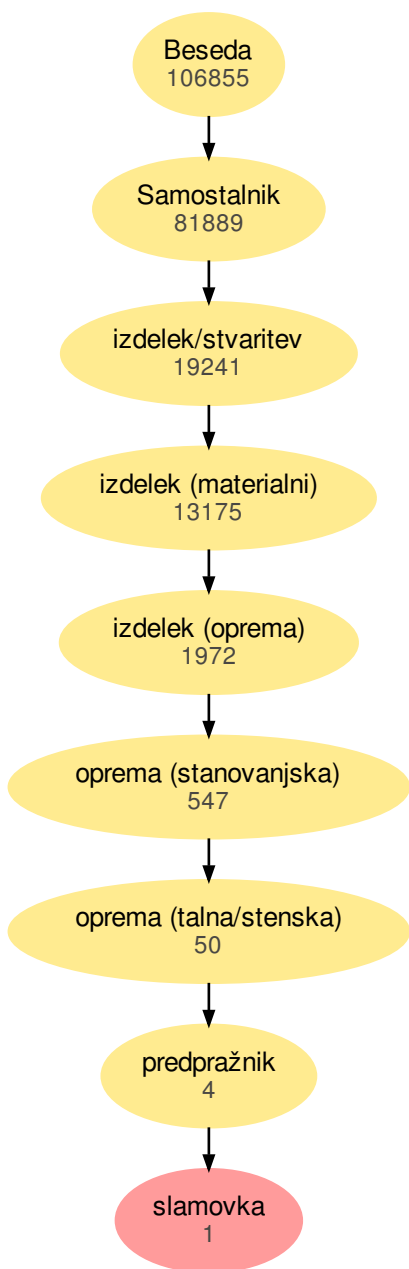 Beseda
106855
Samostalnik
81889
izdelek/stvaritev
19241
izdelek (materialni)
13175
izdelek (oprema)
1972
oprema (stanovanjska)
547
oprema (talna/stenska)
50
predpražnik
4
slamovka
1